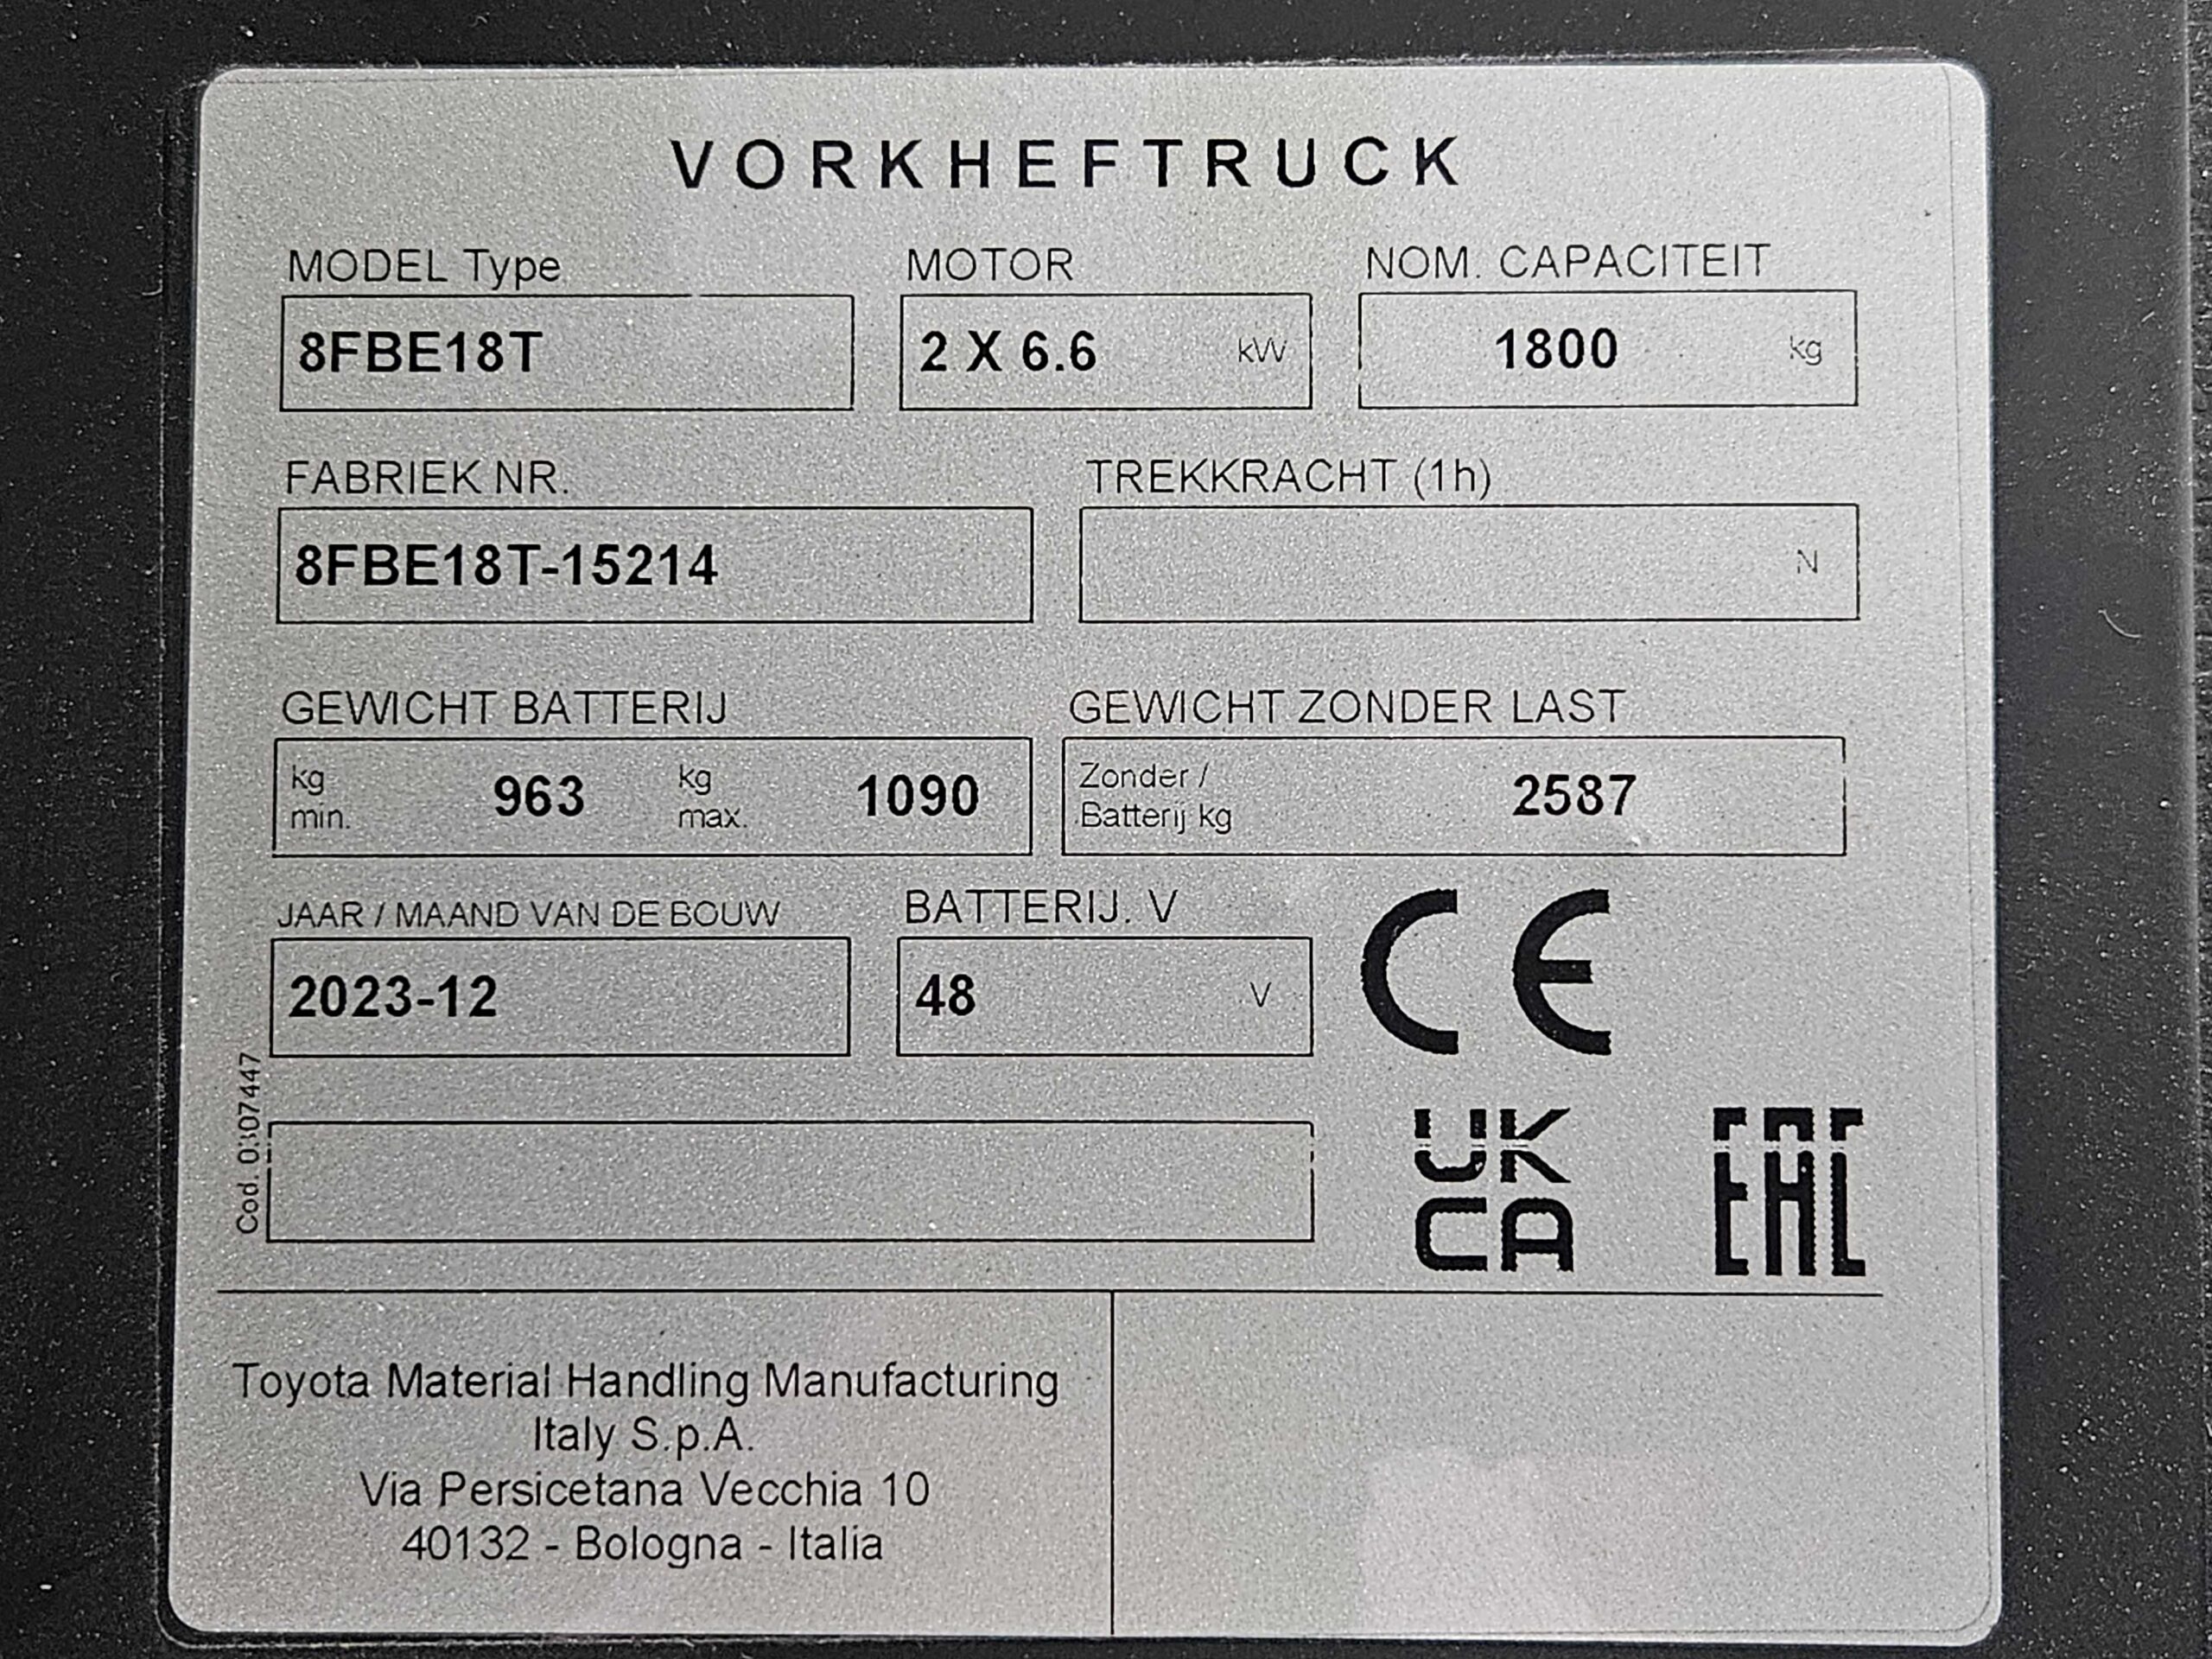 VORKHEFTRUCK
MODEL Type MOTOR NOM. CAPACITEIT
8FBE18T 2 X 6.6 kW 1800 kg
FABRIEK NR. TREKKRACHT (1h)
8FBE18T-15214 N
GEWICHT BATTERIJ GEWICHT ZONDER LAST
kg min. 963 kg max. 1090 Zonder / Batterij kg 2587
JAAR / MAAND VAN DE BOUW BATTERIJ. V
2023-12 48 V CE
Cod. 0307447
UK CA EAC
Toyota Material Handling Manufacturing
Italy S.p.A.
Via Persicetana Vecchia 10
40132 - Bologna - Italia